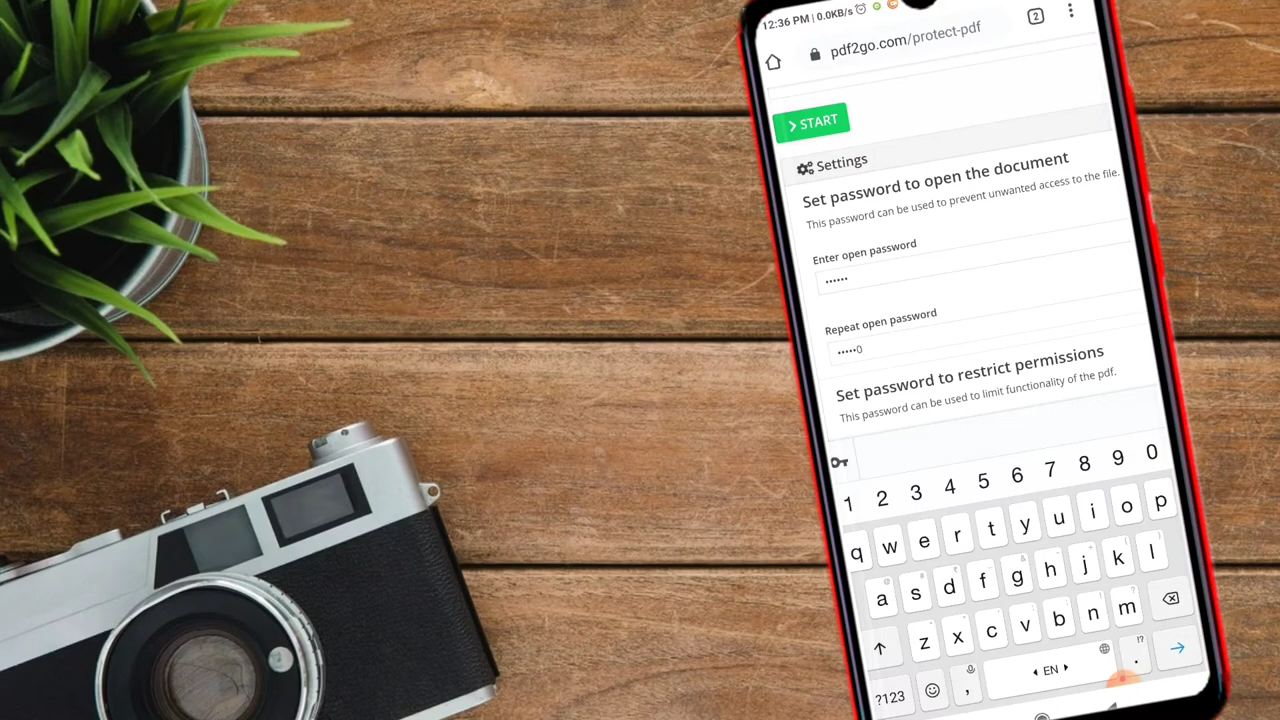 12:36 PM | 0.0KB/s
pdf2go.com/protect-pdf
2
START
Settings
Set password to open the document
This password can be used to prevent unwanted access to the file.
Enter open password
••••••
Repeat open password
•••••0
Set password to restrict permissions
This password can be used to limit functionality of the pdf.
1 2 3 4 5 6 7 8 9 0
q w e r t y u i o p
a s d f g h j k l
z x c v b n m
?123 , EN . !?